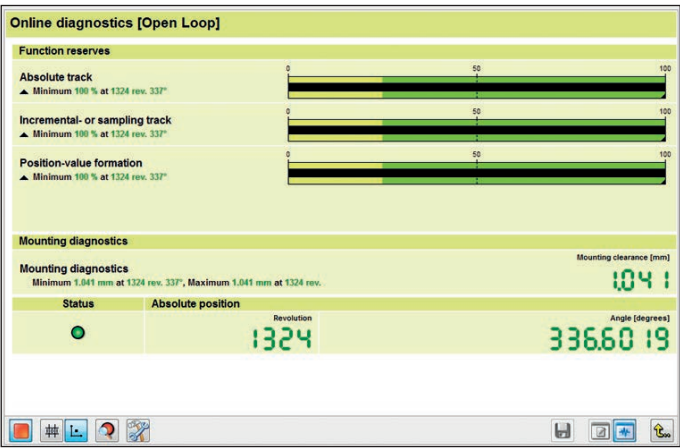 Online diagnostics [Open Loop]
Function reserves
Absolute track
0 50 100
Minimum 100 % at 1324 rev. 337°
Incremental- or sampling track
0 50 100
Minimum 100 % at 1324 rev. 337°
Position-value formation
0 50 100
Minimum 100 % at 1324 rev. 337°
Mounting diagnostics
Mounting clearance [mm]
Mounting diagnostics
Minimum 1.041 mm at 1324 rev. 337°, Maximum 1.041 mm at 1324 rev.
1.041
Status Absolute position
Revolution Angle [degrees]
1324 336.6019